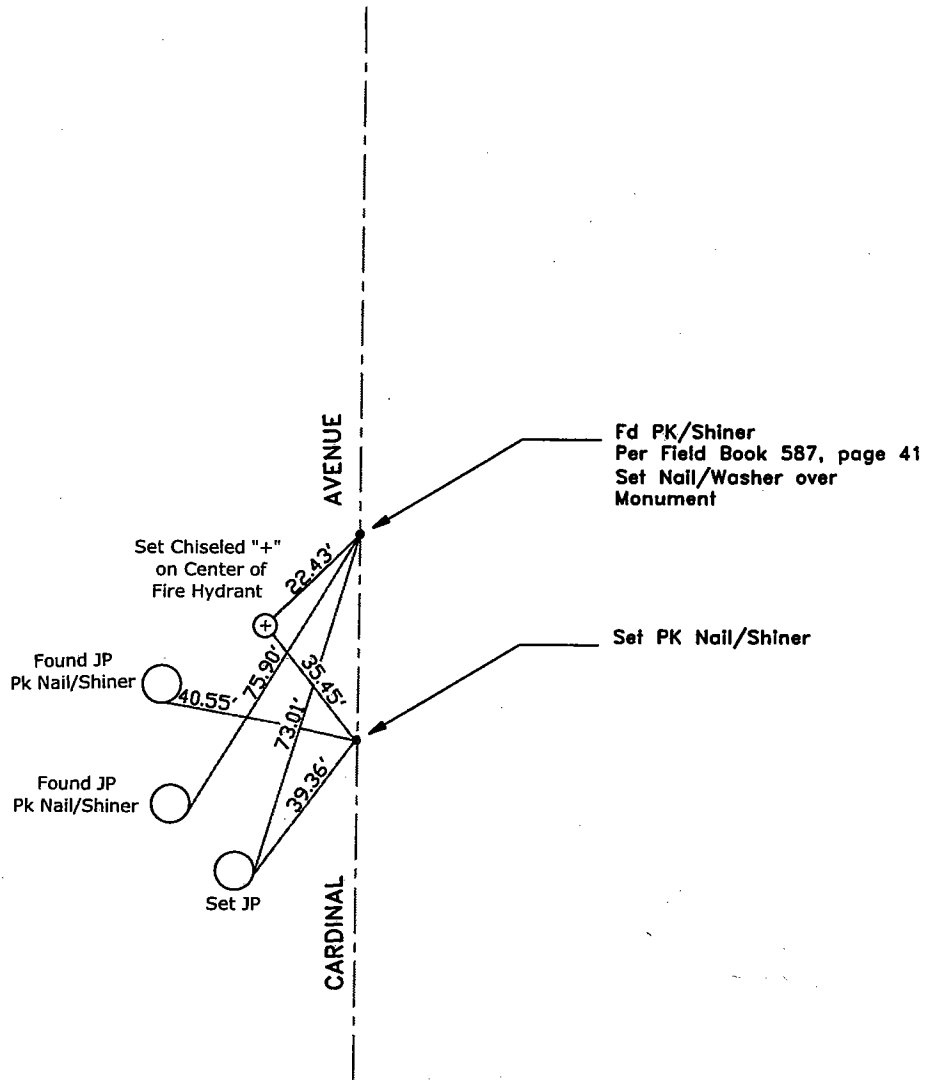 AVENUE
Fd PK/Shiner
Per Field Book 587, page 41
Set Nail/Washer over
Monument
Set Chiseled "+"
on Center of
Fire Hydrant
22.43'
+
Set PK Nail/Shiner
Found JP
Pk Nail/Shiner
40.55'
75.90'
35.45'
73.01'
39.36'
Found JP
Pk Nail/Shiner
Set JP
CARDINAL